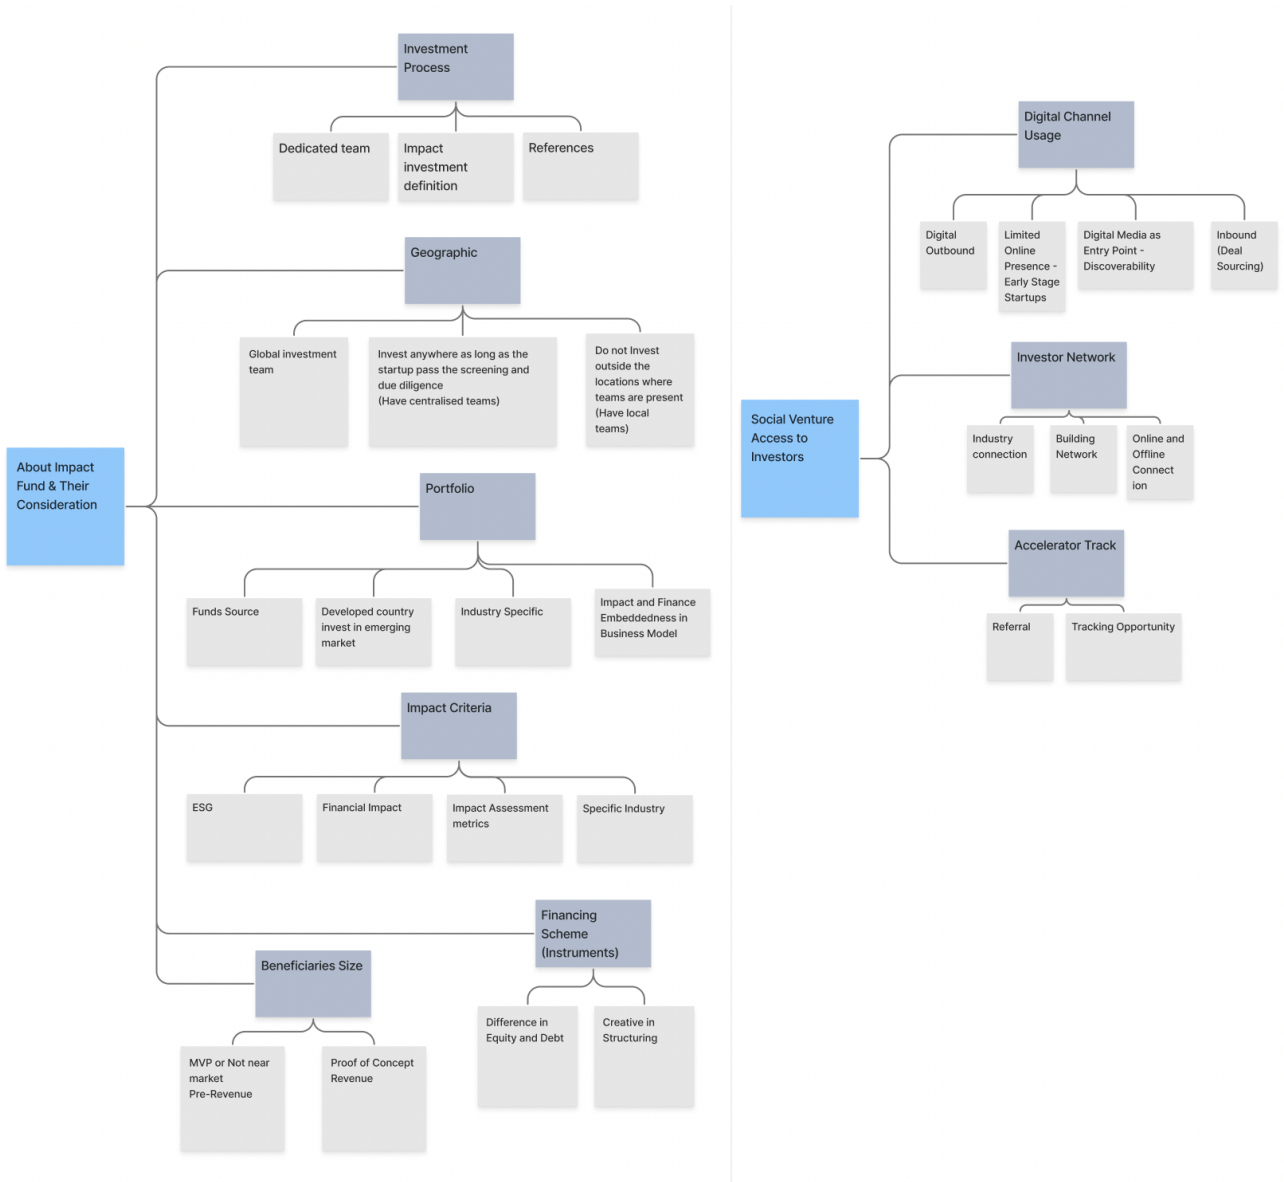 Investment
Process
Dedicated team
Impact
investment
definition
References
Geographic
Global investment
team
Invest anywhere as long as the
startup pass the screening and
due diligence
(Have centralised teams)
Do not Invest
outside the
locations where
teams are present
(Have local
teams)
About Impact
Fund & Their
Consideration
Portfolio
Funds Source
Developed country
invest in emerging
market
Industry Specific
Impact and Finance
Embeddedness in
Business Model
Impact Criteria
ESG
Financial Impact
Impact Assessment
metrics
Specific Industry
Financing
Scheme
(Instruments)
Difference in
Equity and Debt
Creative in
Structuring
Beneficiaries Size
MVP or Not near
market
Pre-Revenue
Proof of Concept
Revenue
Social Venture
Access to
Investors
Digital Channel
Usage
Digital
Outbound
Limited
Online
Presence -
Early Stage
Startups
Digital Media as
Entry Point -
Discoverability
Inbound
(Deal
Sourcing)
Investor Network
Industry
connection
Building
Network
Online and
Offline
Connect
ion
Accelerator Track
Referral
Tracking Opportunity